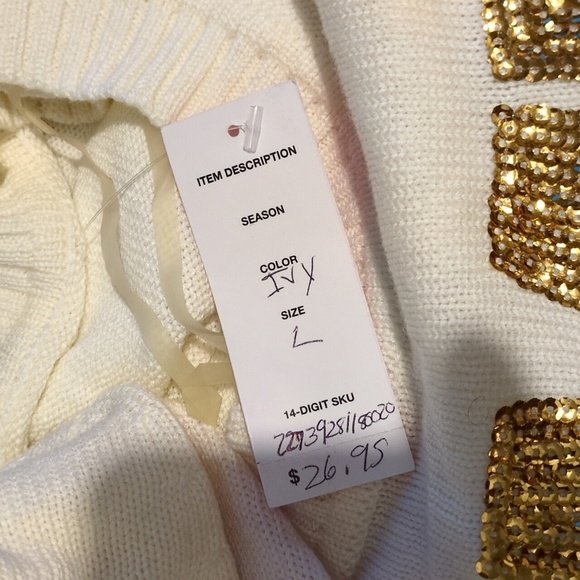 ITEM DESCRIPTION
SEASON
COLOR
IVY
SIZE
L
14-DIGIT SKU
$26.95